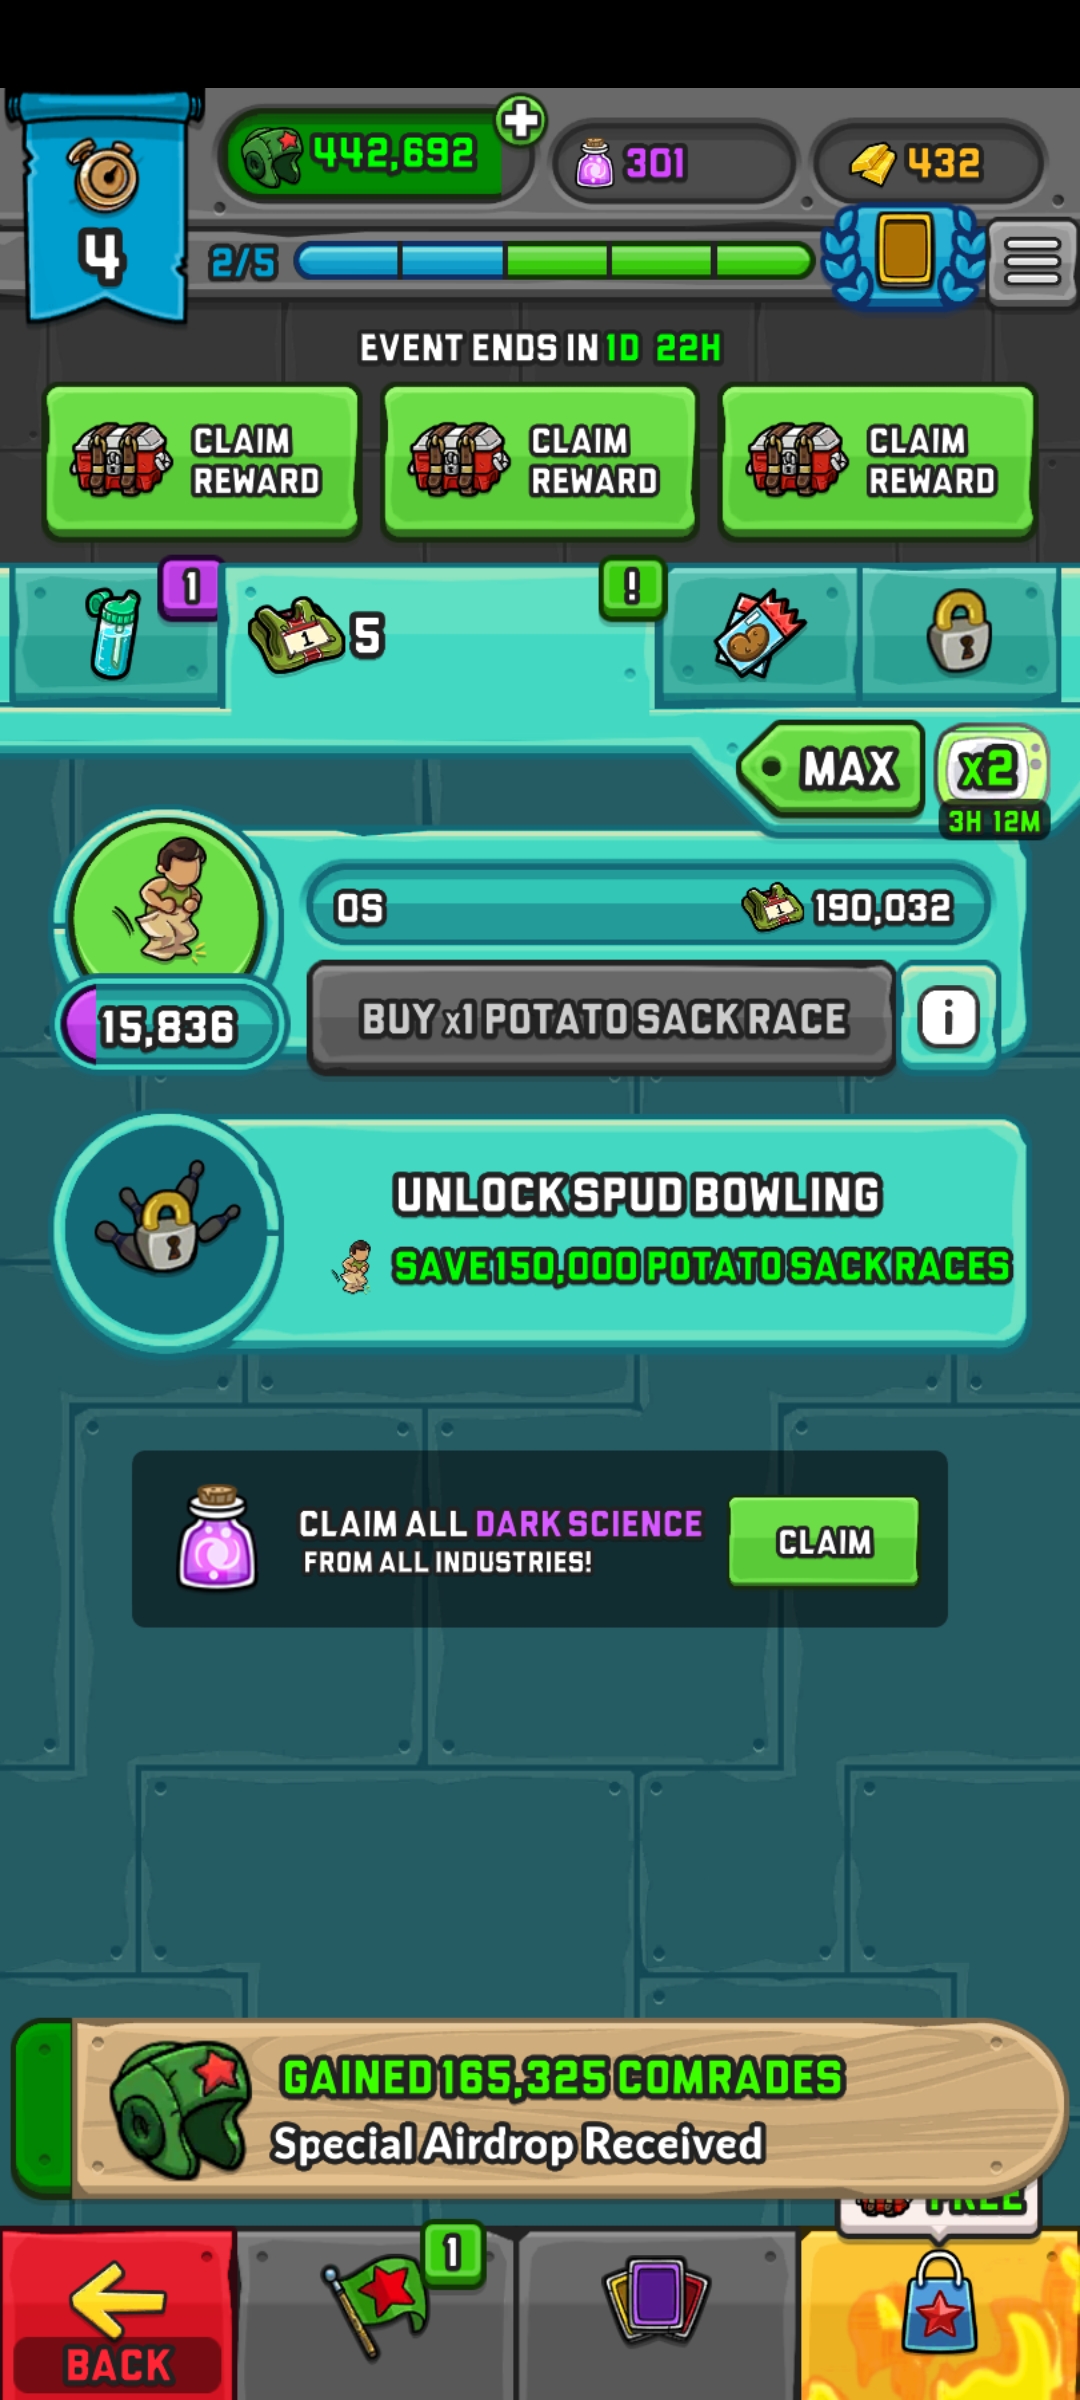 442,692
301
432
4
2/5
EVENT ENDS IN 1D 22H
CLAIM
REWARD
CLAIM
REWARD
CLAIM
REWARD
1
1
5
!
MAX
x2
3H 12M
0S
1
190,032
15,836
BUY x1 POTATO SACK RACE
i
UNLOCK SPUD BOWLING
SAVE 150,000 POTATO SACK RACES
CLAIM ALL DARK SCIENCE
FROM ALL INDUSTRIES!
CLAIM
GAINED 165,325 COMRADES
Special Airdrop Received
FREE
1
BACK